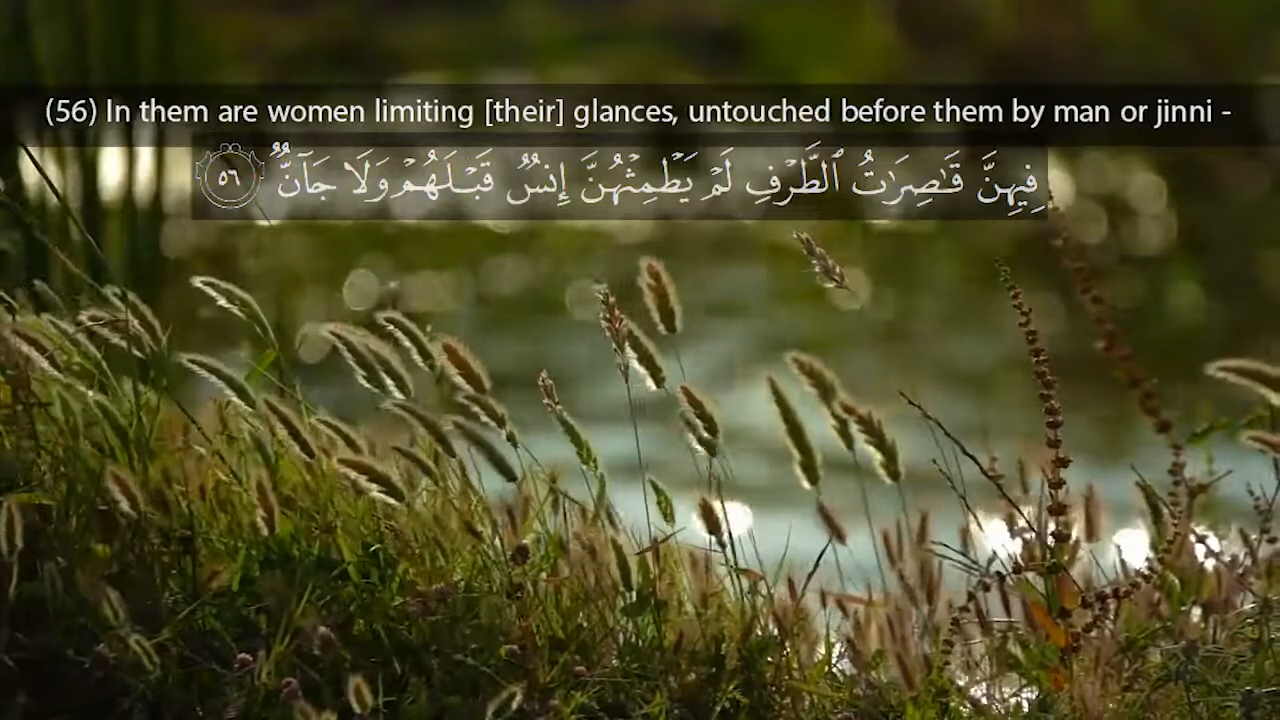 (56) In them are women limiting [their] glances, untouched before them by man or jinni -
فِيهِنَّ قَٰصِرَٰتُ ٱلطَّرْفِ لَمْ يَطْمِثْهُنَّ إِنسٌ قَبْلَهُمْ وَلَا جَآنٌّ ٥٦